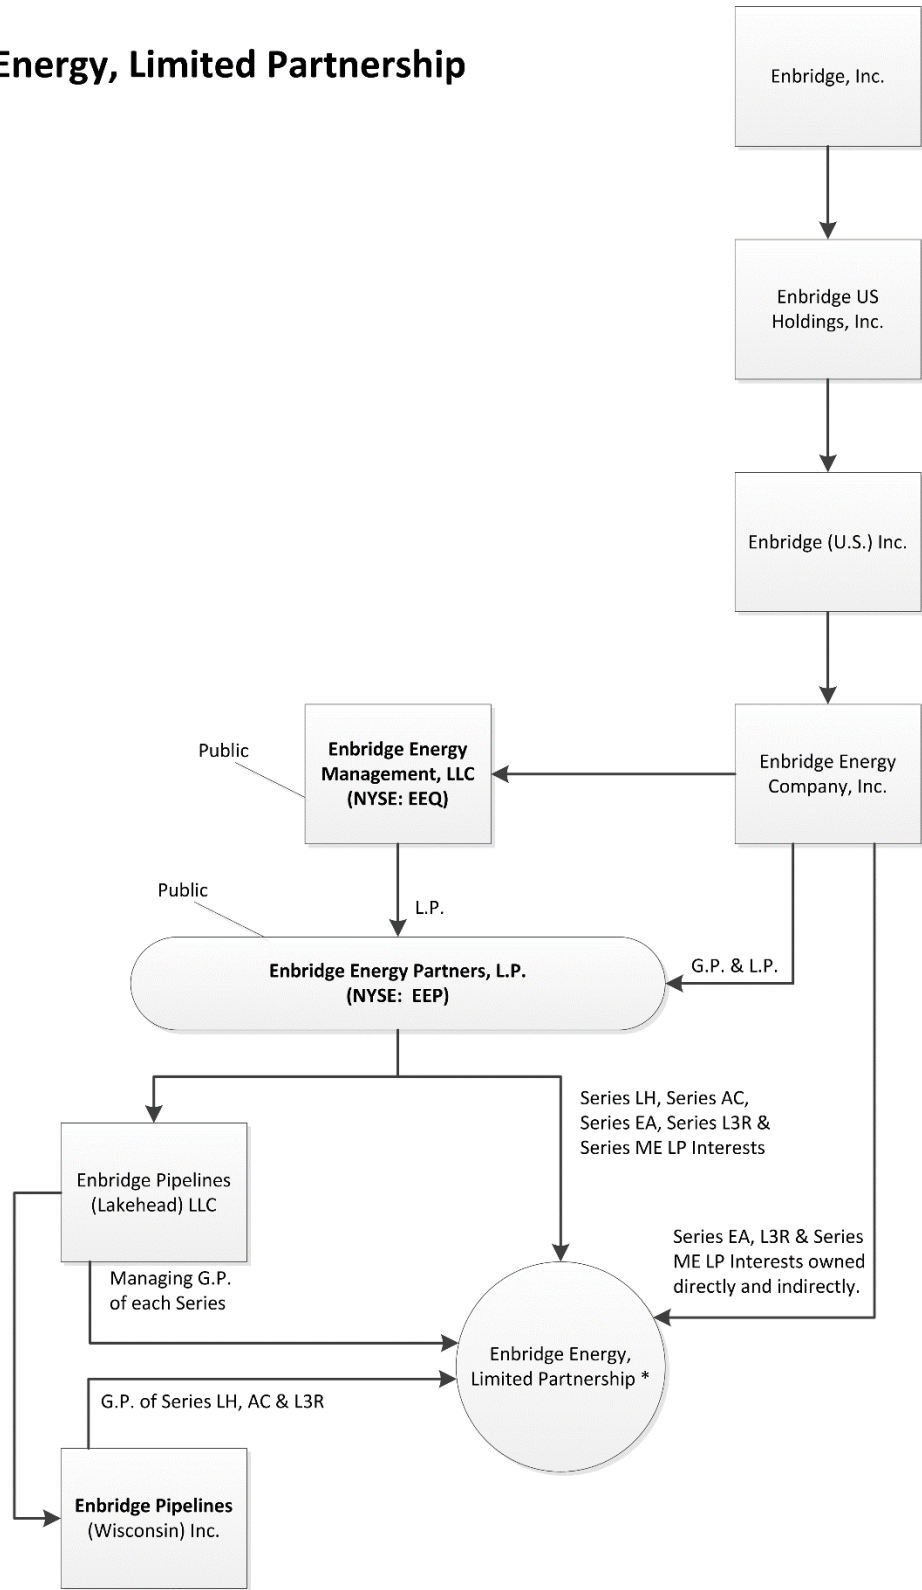 Energy, Limited Partnership
Enbridge, Inc.
Enbridge US
Holdings, Inc.
Enbridge (U.S.) Inc.
Public
Enbridge Energy
Management, LLC
(NYSE: EEQ)
Enbridge Energy
Company, Inc.
Public
L.P.
G.P. & L.P.
Enbridge Energy Partners, L.P.
(NYSE:  EEP)
Series LH, Series AC,
Series EA, Series L3R &
Series ME LP Interests
Enbridge Pipelines
(Lakehead) LLC
Series EA, L3R & Series
ME LP Interests owned
directly and indirectly.
Managing G.P.
of each Series
Enbridge Energy,
Limited Partnership *
G.P. of Series LH, AC & L3R
Enbridge Pipelines
(Wisconsin) Inc.